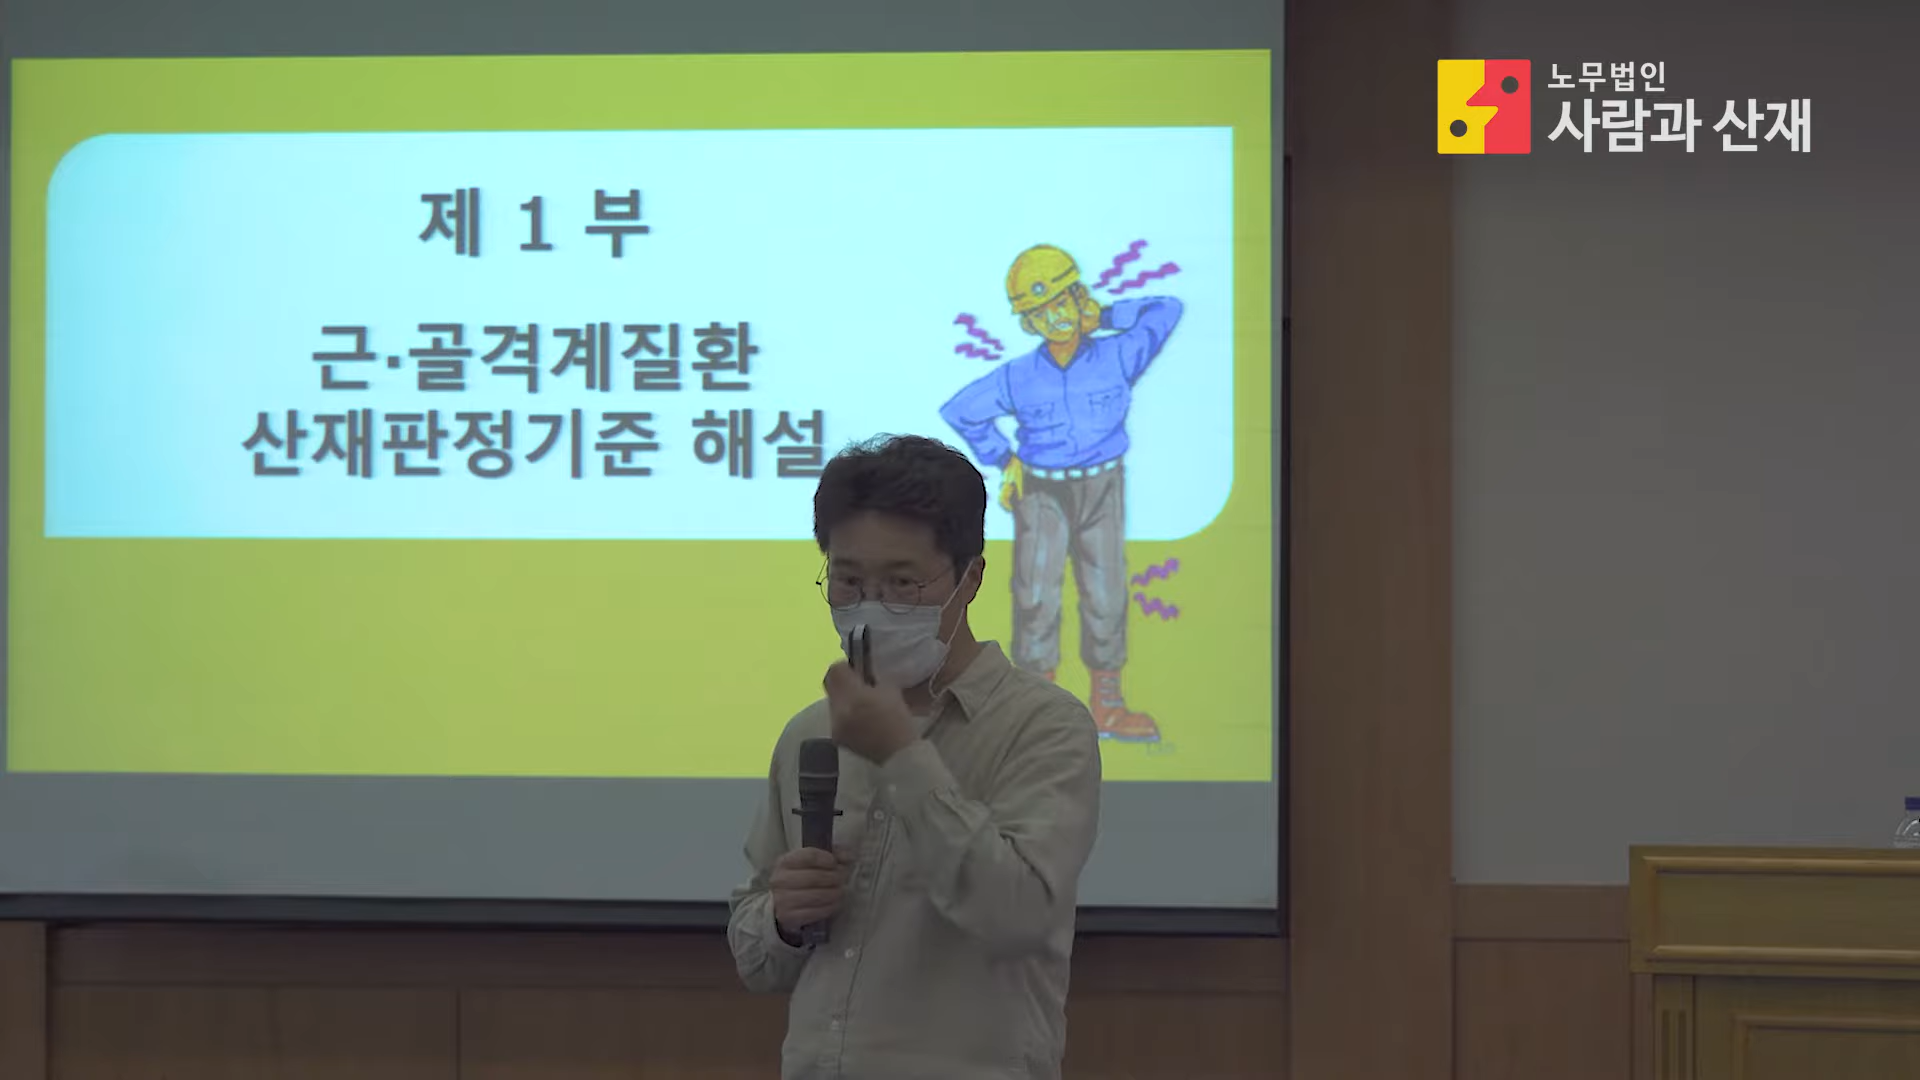 노무법인
사람과 산재
제 1 부
근·골격계질환
산재판정기준 해설